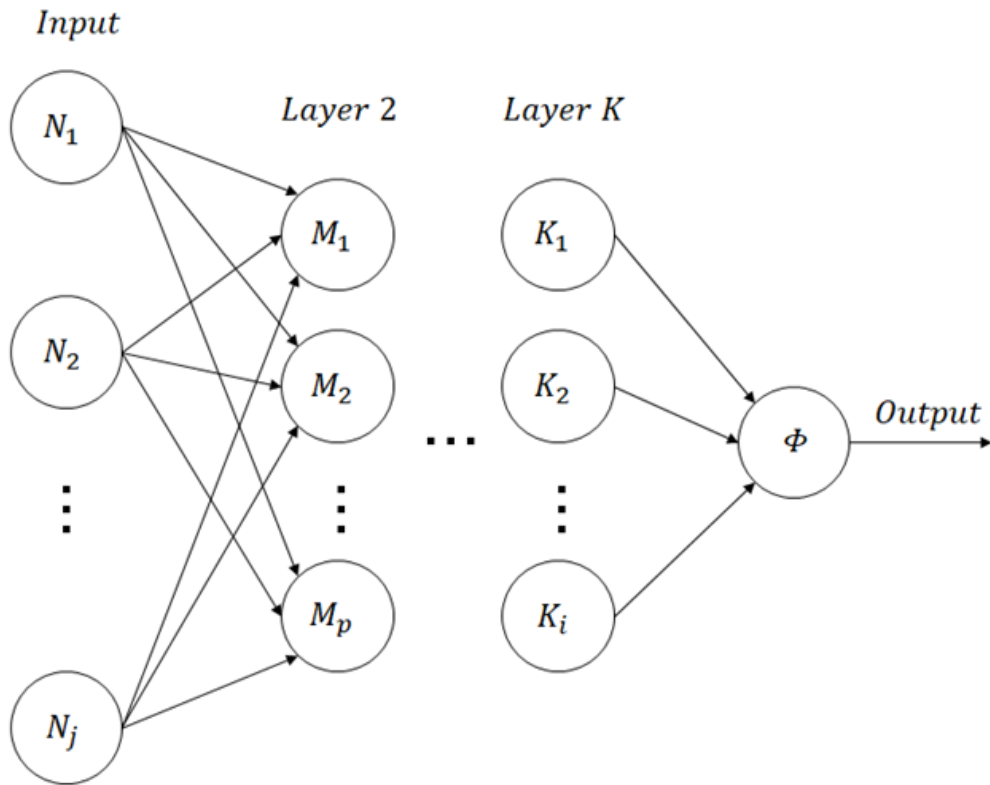 Input
Layer 2
Layer K
N₁
M₁
K₁
N₂
M₂
K₂
Φ
Output
⋮
⋯
⋮
⋮
Mₚ
Kᵢ
Nⱼ